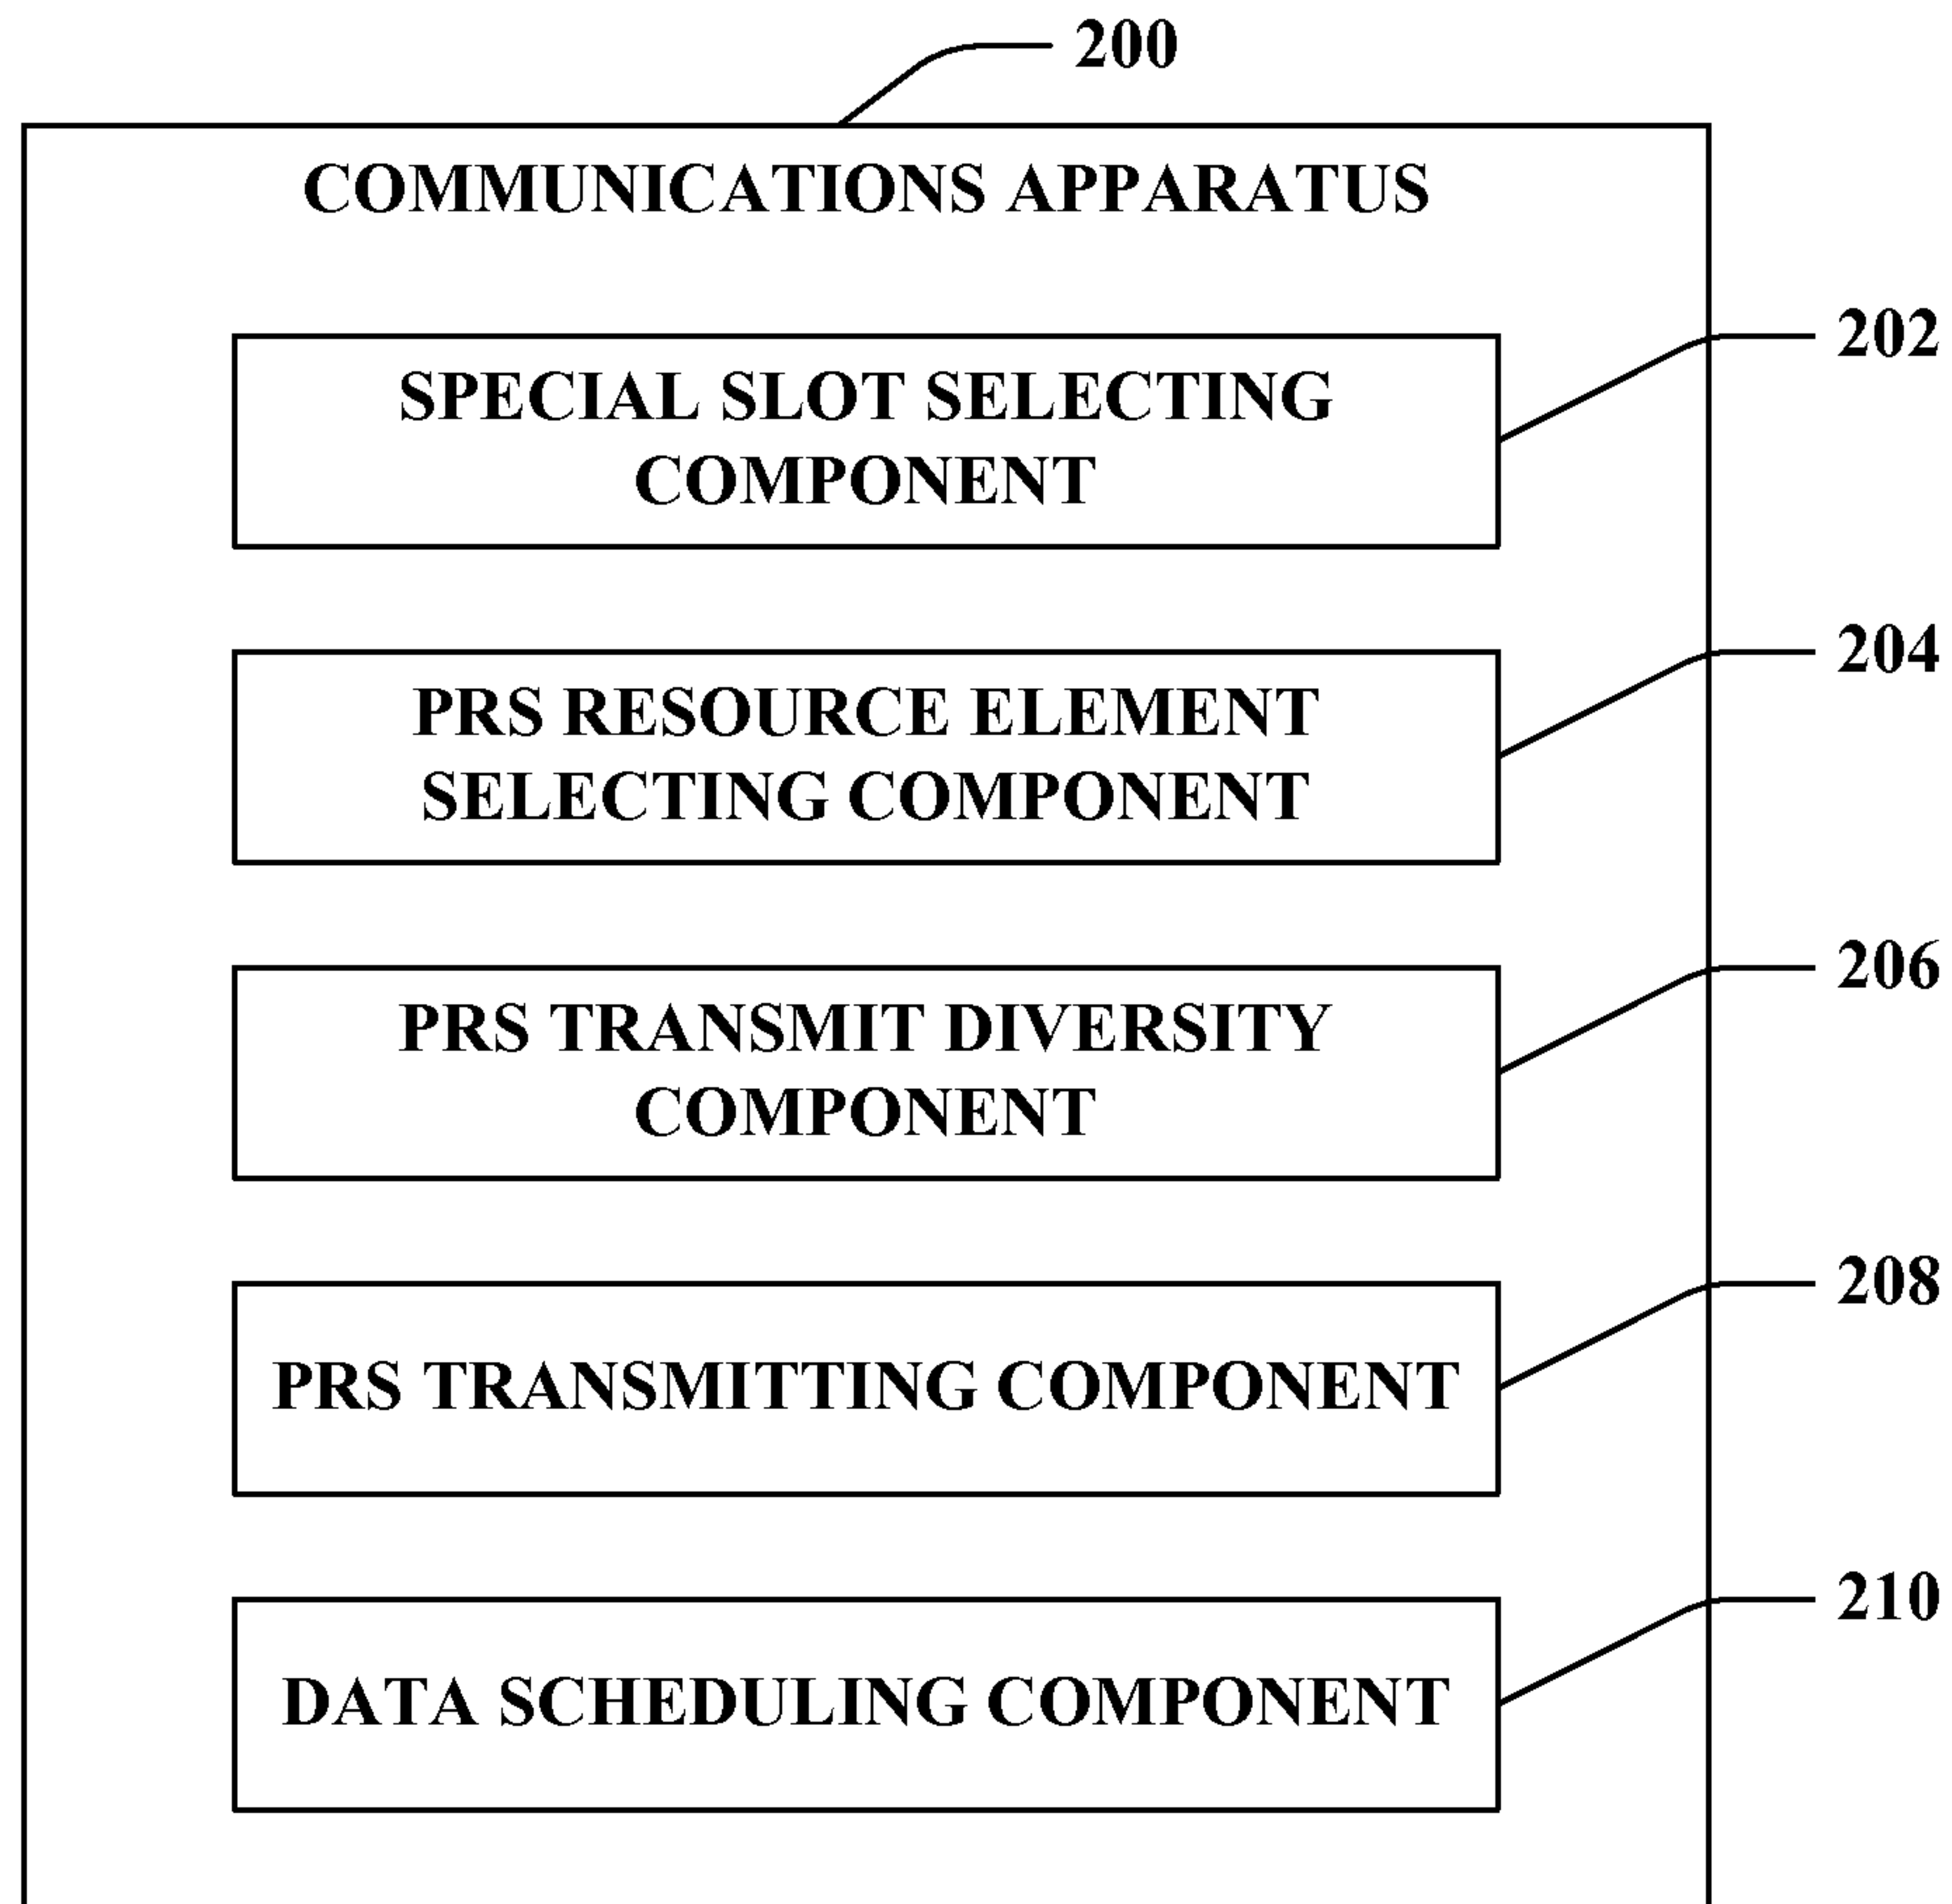 200
COMMUNICATIONS APPARATUS
202
SPECIAL SLOT SELECTING
COMPONENT
204
PRS RESOURCE ELEMENT
SELECTING COMPONENT
206
PRS TRANSMIT DIVERSITY
COMPONENT
208
PRS TRANSMITTING COMPONENT
210
DATA SCHEDULING COMPONENT